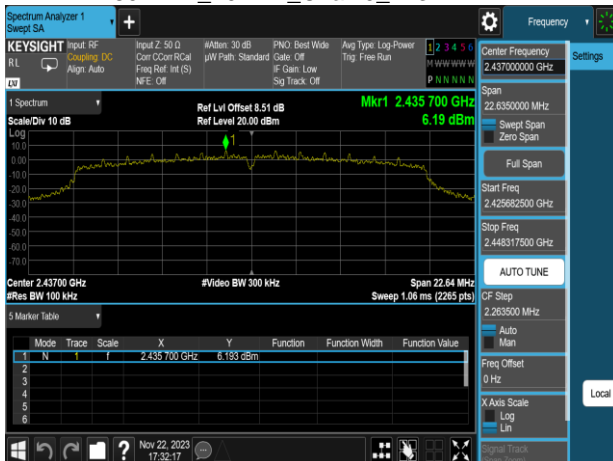 Spectrum Analyzer 1
Swept SA
Frequency
KEYSIGHT
Input: RF
Coupling: DC
Align: Auto
Input Z: 50 Ω
Corr CCorr RCal
Freq Ref: Int (S)
NFE: Off
#Atten: 30 dB
µW Path: Standard
PNO: Best Wide
Gate: Off
IF Gain: Low
Sig Track: Off
Avg Type: Log-Power
Trig: Free Run
1 2 3 4 5 6
M W W W W W
P N N N N N
RL
LXI
Center Frequency
2.437000000 GHz
Settings
Span
22.6350000 MHz
Swept Span
Zero Span
Full Span
Start Freq
2.425682500 GHz
Stop Freq
2.448317500 GHz
AUTO TUNE
CF Step
2.263500 MHz
Auto
Man
Freq Offset
0 Hz
X Axis Scale
Log
Lin
Signal Track
Local
1 Spectrum
Scale/Div 10 dB
Ref Lvl Offset 8.51 dB
Ref Level 20.00 dBm
Mkr1 2.435 700 GHz
6.19 dBm
Log
10.0
0.00
-10.0
-20.0
-30.0
-40.0
-50.0
-60.0
-70.0
1
Center 2.43700 GHz
#Res BW 100 kHz
#Video BW 300 kHz
Span 22.64 MHz
Sweep 1.06 ms (2265 pts)
5 Marker Table
Mode Trace Scale X Y Function Function Width Function Value
1 N 1 f 2.435 700 GHz 6.193 dBm
2
3
4
5
6
Nov 22, 2023
17:32:17